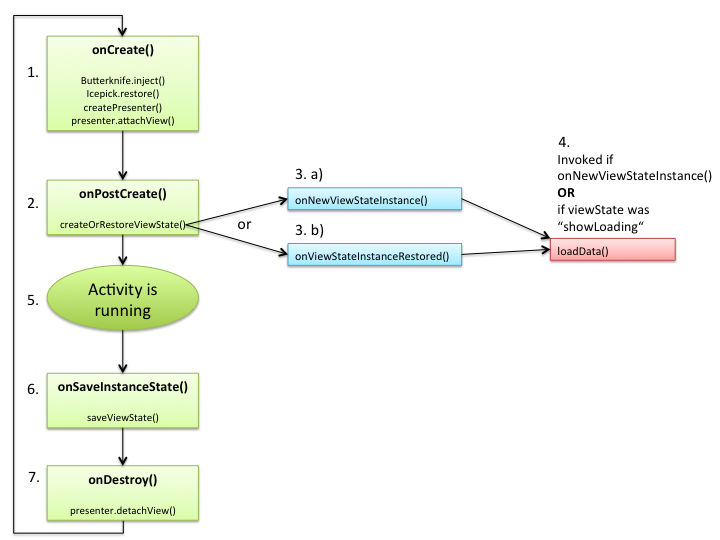 1.
onCreate()
Butterknife.inject()
Icepick.restore()
createPresenter()
presenter.attachView()
2.
onPostCreate()
createOrRestoreViewState()
or
3. a)
onNewViewStateInstance()
3. b)
onViewStateInstanceRestored()
4.
Invoked if
onNewViewStateInstance()
OR
if viewState was
“showLoading“
loadData()
5.
Activity is
running
6.
onSaveInstanceState()
saveViewState()
7.
onDestroy()
presenter.detachView()